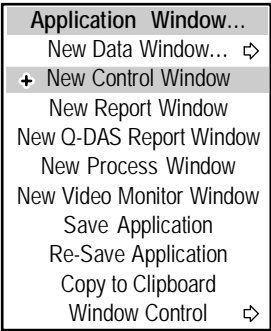 Application Window...
New Data Window...
New Control Window
New Report Window
New Q-DAS Report Window
New Process Window
New Video Monitor Window
Save Application
Re-Save Application
Copy to Clipboard
Window Control